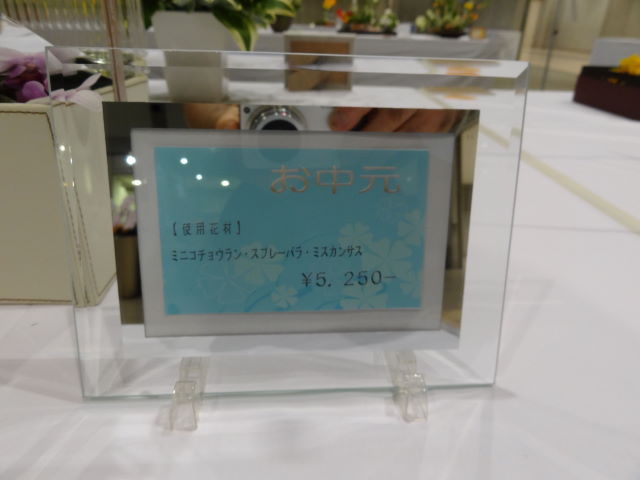 お中元
【使用花材】
ミニコチョウラン・スプレーバラ・ミスカンサス
￥5,250−